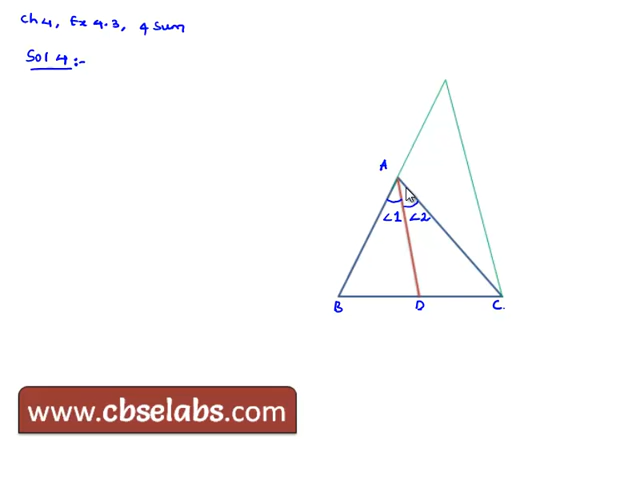 Ch 4, Ex 4.3, 4 Sum
Sol 4:-
A
∠1 ∠2
B D C.
www.cbselabs.com